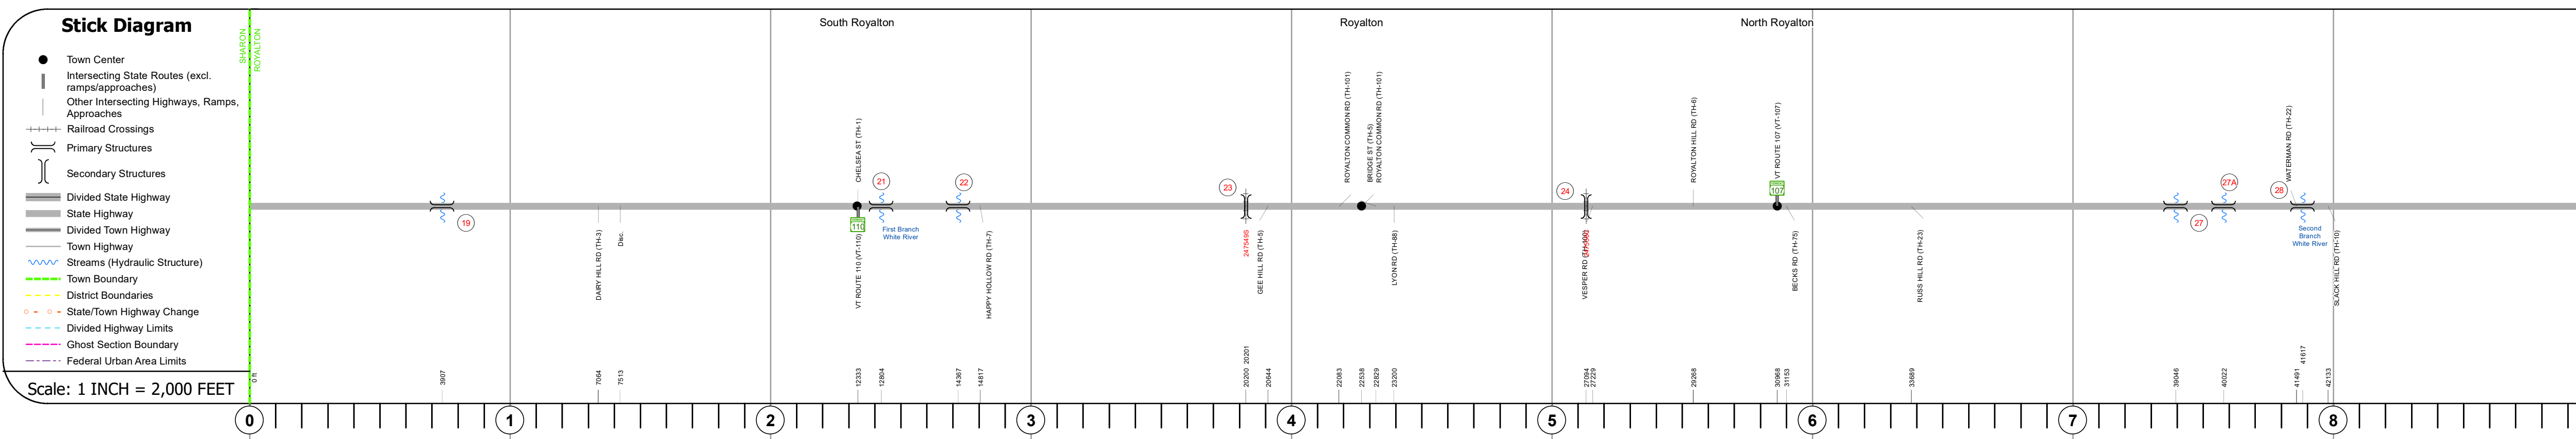 Stick Diagram
Town Center
Intersecting State Routes (excl.
ramps/approaches)
Other Intersecting Highways, Ramps,
Approaches
Railroad Crossings
Primary Structures
Secondary Structures
Divided State Highway
State Highway
Divided Town Highway
Town Highway
Streams (Hydraulic Structure)
Town Boundary
District Boundaries
State/Town Highway Change
Divided Highway Limits
Ghost Section Boundary
Federal Urban Area Limits
Scale: 1 INCH = 2,000 FEET
SHARON
ROYALTON
South Royalton
Royalton
North Royalton
19
DAIRY HILL RD (TH-3)
Disc.
CHELSEA ST (TH-1)
110
VT ROUTE 110 (VT-110)
21
First Branch
White River
22
HAPPY HOLLOW RD (TH-7)
23
247549S
GEE HILL RD (TH-5)
ROYALTON COMMON RD (TH-101)
BRIDGE ST (TH-5)
ROYALTON COMMON RD (TH-101)
LYON RD (TH-88)
24
VESPER RD (TH-100)
ROYALTON HILL RD (TH-6)
VT ROUTE 107 (VT-107)
107
BECKS RD (TH-75)
RUSS HILL RD (TH-23)
27
27A
28
WATERMAN RD (TH-22)
Second
Branch
White River
SLACK HILL RD (TH-10)
0 ft
3907
7064
7513
12333
12804
14367
14817
20200
20201
20644
22083
22538
22829
23200
27094
27229
29268
30968
31153
33689
39046
40022
41491
41617
42133
0
1
2
3
4
5
6
7
8